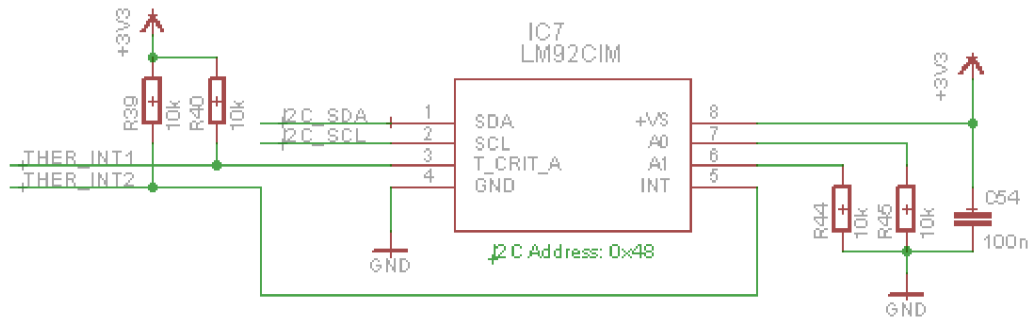 +3V3
R39
10k
R40
10k
I2C_SDA
I2C_SCL
THER_INT1
THER_INT2
IC7
LM92CIM
1
2
3
4
SDA
SCL
T_CRIT_A
GND
+VS
A0
A1
INT
8
7
6
5
GND
I2C Address: 0x48
+3V3
R44
10k
R45
10k
C54
100n
GND